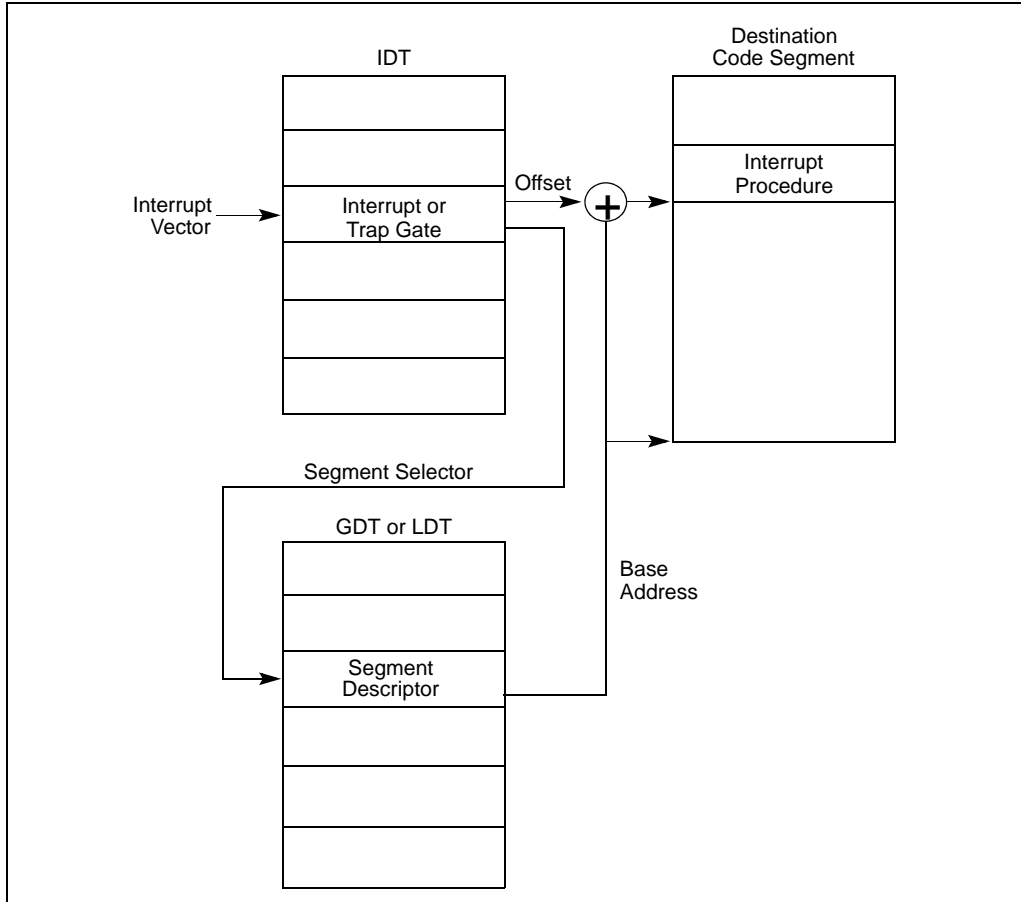 IDT
Destination
Code Segment
Interrupt
Vector
Interrupt or
Trap Gate
Offset
+
Interrupt
Procedure
Segment Selector
GDT or LDT
Base
Address
Segment
Descriptor